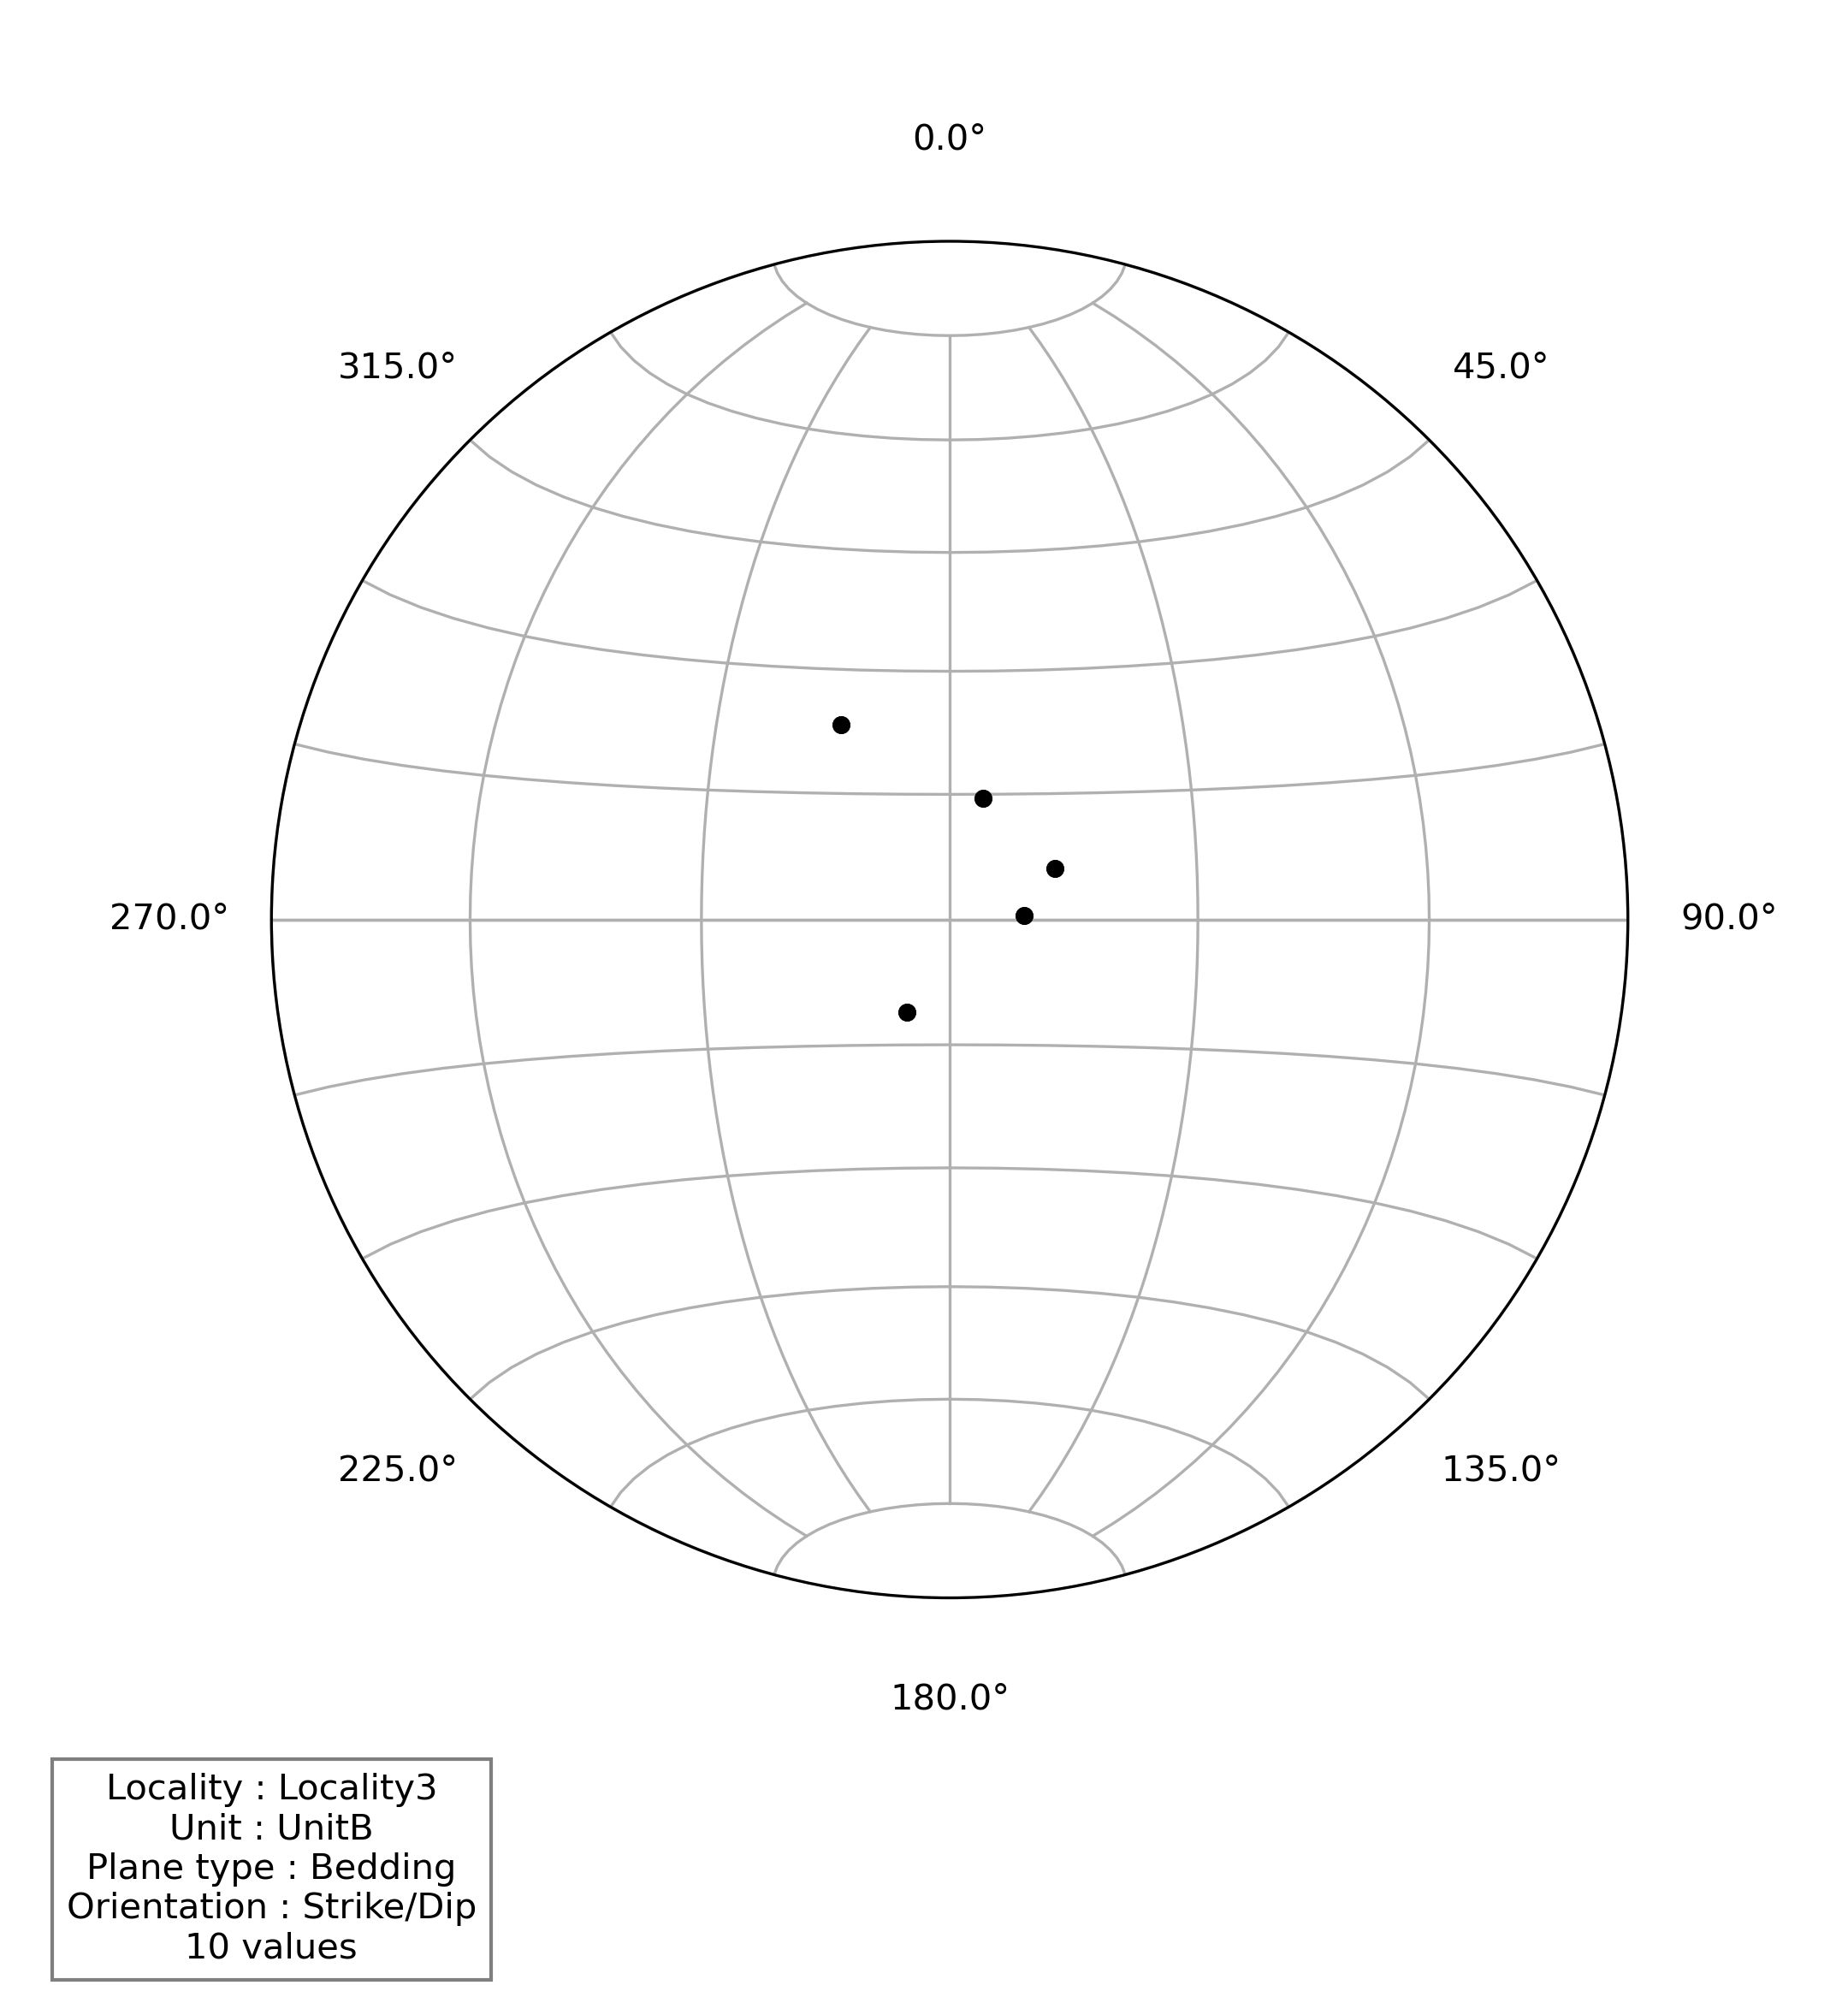 0.0°
315.0° 45.0°
270.0° 90.0°
225.0° 135.0°
180.0°
Locality : Locality3
Unit : UnitB
Plane type : Bedding
Orientation : Strike/Dip
10 values